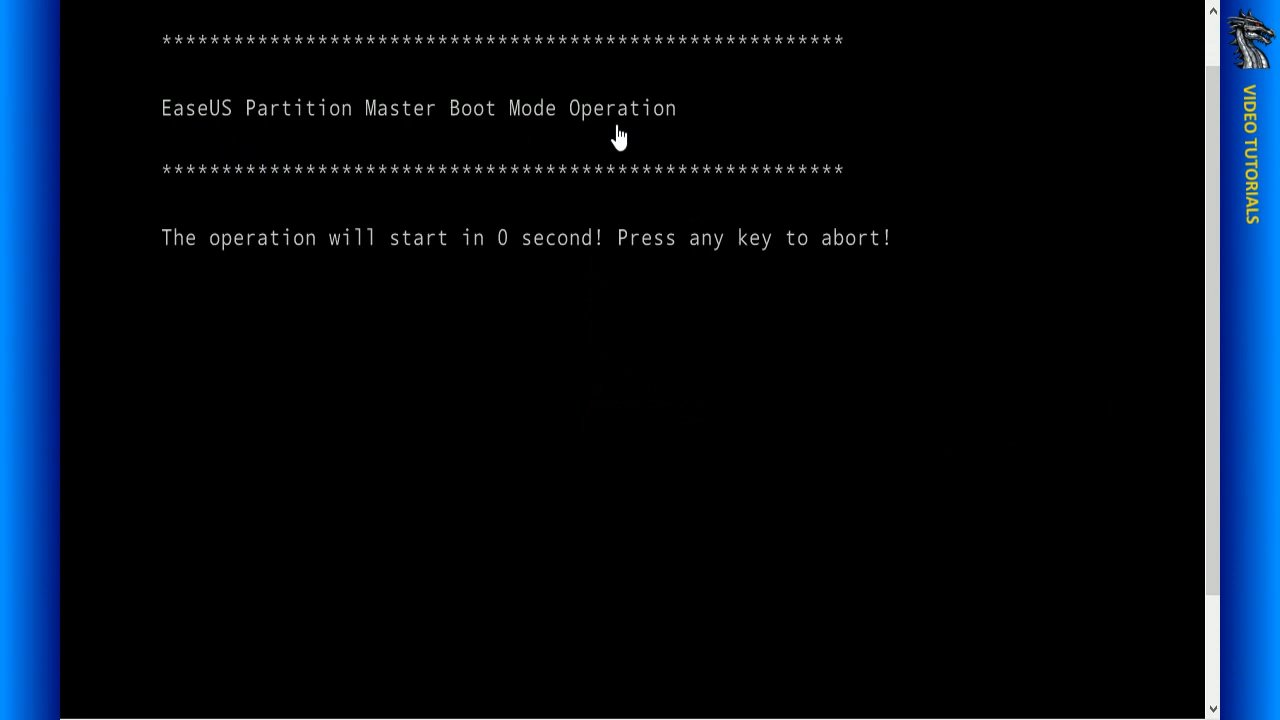 *********************************************************
EaseUS Partition Master Boot Mode Operation
*********************************************************
The operation will start in 0 second! Press any key to abort!
VIDEO TUTORIALS